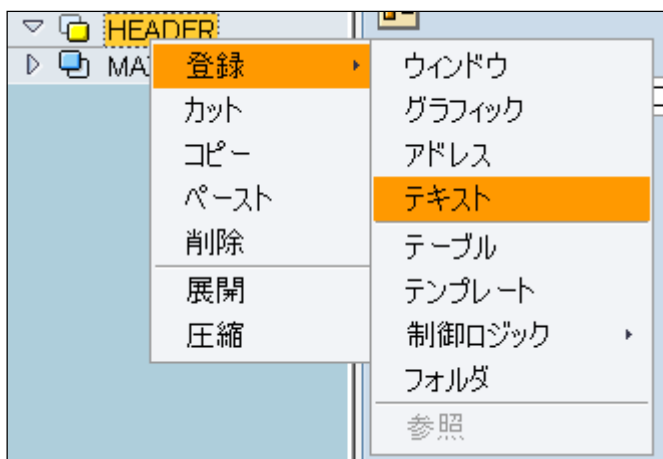 HEADER
MAI
登録
カット
コピー
ペースト
削除
展開
圧縮
ウィンドウ
グラフィック
アドレス
テキスト
テーブル
テンプレート
制御ロジック
フォルダ
参照